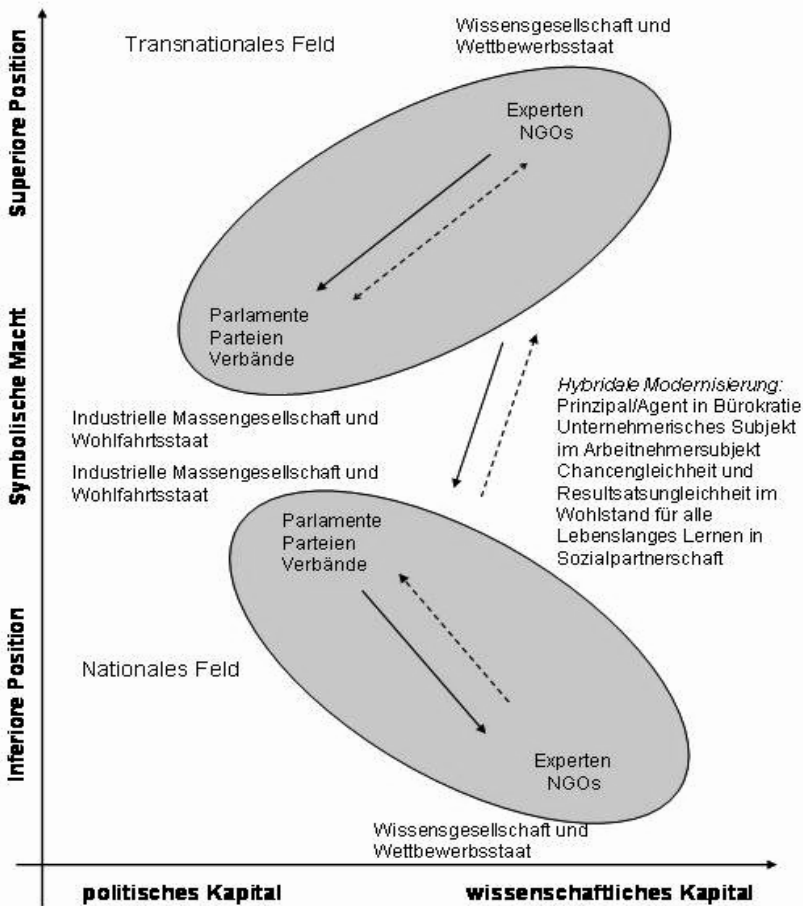 Transnationales Feld
Wissensgesellschaft und
Wettbewerbsstaat
Experten
NGOs
Parlamente
Parteien
Verbände
Industrielle Massengesellschaft und
Wohlfahrtsstaat
Hybridale Modernisierung:
Prinzipal/Agent in Bürokratie
Unternehmerisches Subjekt
im Arbeitnehmersubjekt
Chancengleichheit und
Resultsatsungleichheit im
Wohlstand für alle
Lebenslanges Lernen in
Sozialpartnerschaft
Industrielle Massengesellschaft und
Wohlfahrtsstaat
Parlamente
Parteien
Verbände
Nationales Feld
Experten
NGOs
Wissensgesellschaft und
Wettbewerbsstaat
Superiore Position
Symbolische Macht
Inferiore Position
politisches Kapital
wissenschaftliches Kapital